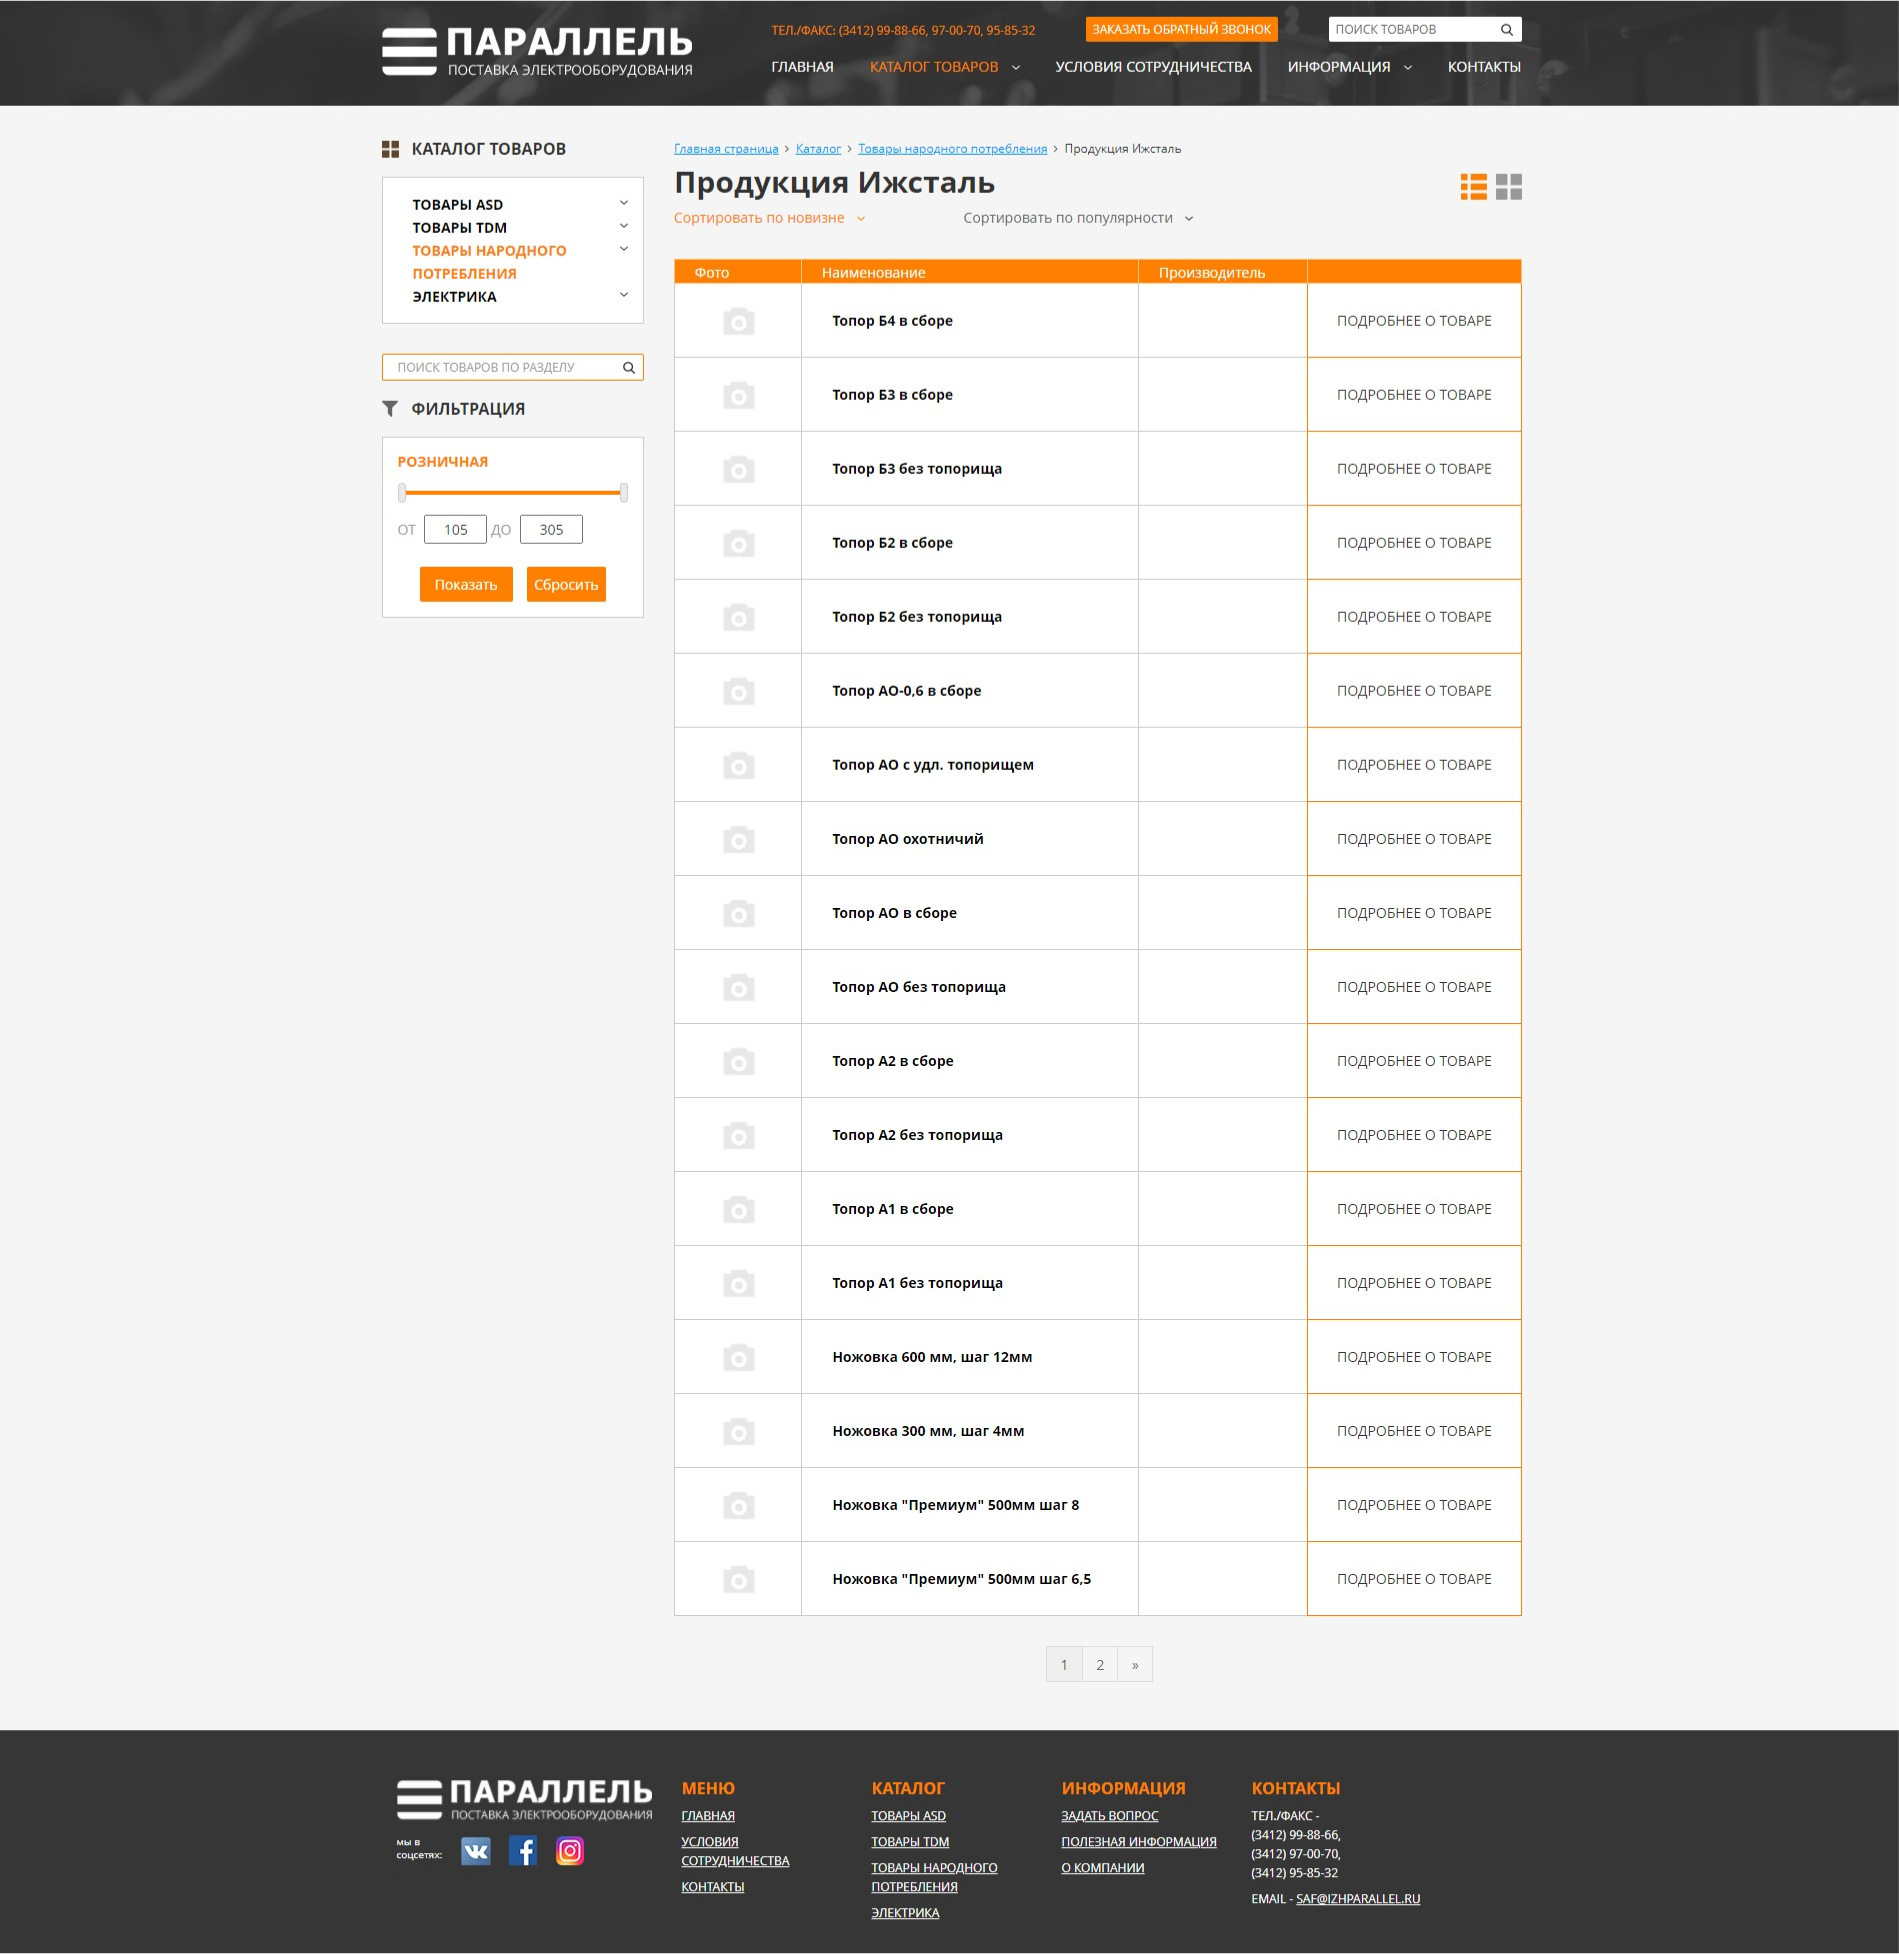 ПАРАЛЛЕЛЬ
ПОСТАВКА ЭЛЕКТРООБОРУДОВАНИЯ
ТЕЛ./ФАКС: (3412) 99-88-66, 97-00-70, 95-85-32
ЗАКАЗАТЬ ОБРАТНЫЙ ЗВОНОК
ПОИСК ТОВАРОВ
ГЛАВНАЯ КАТАЛОГ ТОВАРОВ УСЛОВИЯ СОТРУДНИЧЕСТВА ИНФОРМАЦИЯ КОНТАКТЫ
КАТАЛОГ ТОВАРОВ
ТОВАРЫ ASD
ТОВАРЫ TDM
ТОВАРЫ НАРОДНОГО
ПОТРЕБЛЕНИЯ
ЭЛЕКТРИКА
ПОИСК ТОВАРОВ ПО РАЗДЕЛУ
ФИЛЬТРАЦИЯ
РОЗНИЧНАЯ
ОТ 105 ДО 305
Показать Сбросить
Главная страница > Каталог > Товары народного потребления > Продукция Ижсталь
Продукция Ижсталь
Сортировать по новизне Сортировать по популярности
Фото Наименование Производитель
Топор Б4 в сборе ПОДРОБНЕЕ О ТОВАРЕ
Топор Б3 в сборе ПОДРОБНЕЕ О ТОВАРЕ
Топор Б3 без топорища ПОДРОБНЕЕ О ТОВАРЕ
Топор Б2 в сборе ПОДРОБНЕЕ О ТОВАРЕ
Топор Б2 без топорища ПОДРОБНЕЕ О ТОВАРЕ
Топор АО-0,6 в сборе ПОДРОБНЕЕ О ТОВАРЕ
Топор АО с удл. топорищем ПОДРОБНЕЕ О ТОВАРЕ
Топор АО охотничий ПОДРОБНЕЕ О ТОВАРЕ
Топор АО в сборе ПОДРОБНЕЕ О ТОВАРЕ
Топор АО без топорища ПОДРОБНЕЕ О ТОВАРЕ
Топор А2 в сборе ПОДРОБНЕЕ О ТОВАРЕ
Топор А2 без топорища ПОДРОБНЕЕ О ТОВАРЕ
Топор А1 в сборе ПОДРОБНЕЕ О ТОВАРЕ
Топор А1 без топорища ПОДРОБНЕЕ О ТОВАРЕ
Ножовка 600 мм, шаг 12мм ПОДРОБНЕЕ О ТОВАРЕ
Ножовка 300 мм, шаг 4мм ПОДРОБНЕЕ О ТОВАРЕ
Ножовка "Премиум" 500мм шаг 8 ПОДРОБНЕЕ О ТОВАРЕ
Ножовка "Премиум" 500мм шаг 6,5 ПОДРОБНЕЕ О ТОВАРЕ
1 2 »
ПАРАЛЛЕЛЬ
ПОСТАВКА ЭЛЕКТРООБОРУДОВАНИЯ
мы в
соцсетях:
МЕНЮ
ГЛАВНАЯ
УСЛОВИЯ
СОТРУДНИЧЕСТВА
КОНТАКТЫ
КАТАЛОГ
ТОВАРЫ ASD
ТОВАРЫ TDM
ТОВАРЫ НАРОДНОГО
ПОТРЕБЛЕНИЯ
ЭЛЕКТРИКА
ИНФОРМАЦИЯ
ЗАДАТЬ ВОПРОС
ПОЛЕЗНАЯ ИНФОРМАЦИЯ
О КОМПАНИИ
КОНТАКТЫ
ТЕЛ./ФАКС -
(3412) 99-88-66,
(3412) 97-00-70,
(3412) 95-85-32
EMAIL - SAF@IZHPARALLEL.RU